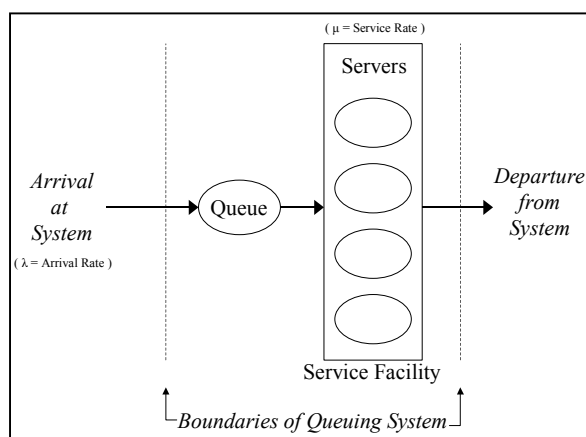 ( μ = Service Rate )
Servers
Arrival
at
System
( λ = Arrival Rate )
Queue
Departure
from
System
Service Facility
Boundaries of Queuing System